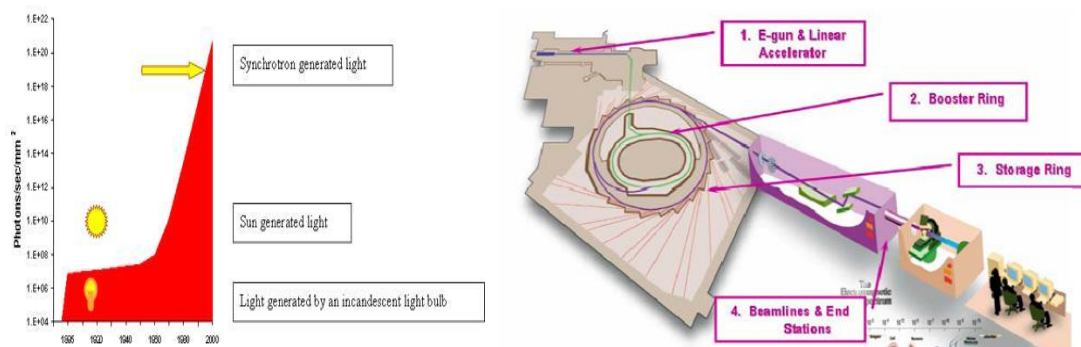 1.E+22
1.E+20
1.E+18
1.E+16
1.E+14
1.E+12
1.E+10
1.E+08
1.E+06
1.E+04
Photons/sec/mm²
1920
1940
1960
1980
2000
Synchrotron generated light
Sun generated light
Light generated by an incandescent light bulb
1. E-gun & Linear
Accelerator
2. Booster Ring
3. Storage Ring
4. Beamlines & End
Stations
The